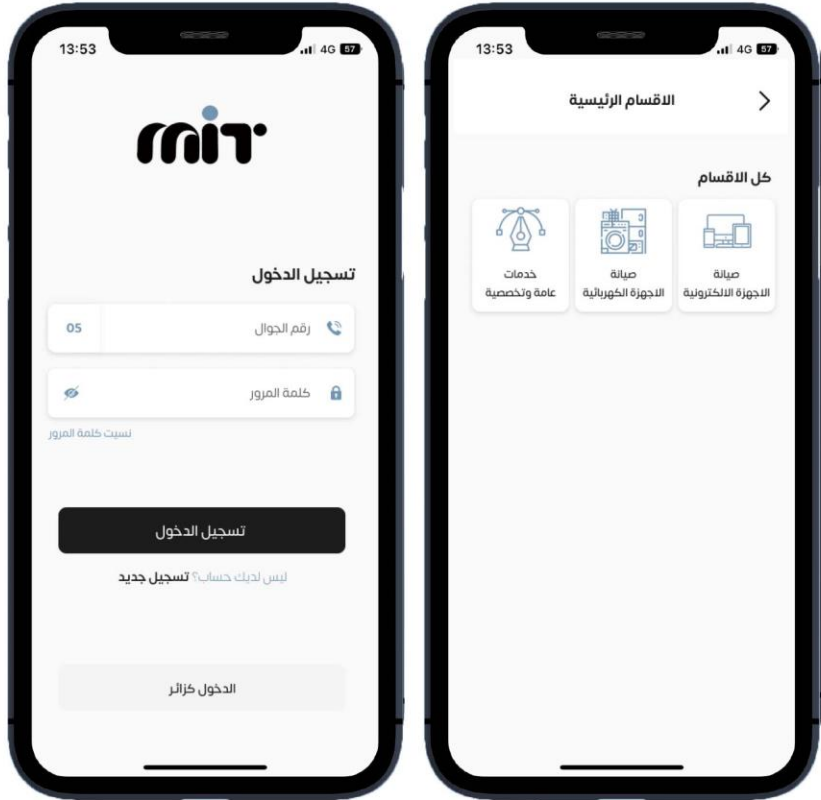 13:53
4G 57
mit
تسجيل الدخول
رقم الجوال
05
كلمة المرور
نسيت كلمة المرور
تسجيل الدخول
ليس لديك حساب؟ تسجيل جديد
الدخول كزائر
13:53
4G 57
الاقسام الرئيسية
كل الاقسام
صيانة
الاجهزة الالكترونية
صيانة
الاجهزة الكهربائية
خدمات
عامة وتخصصية